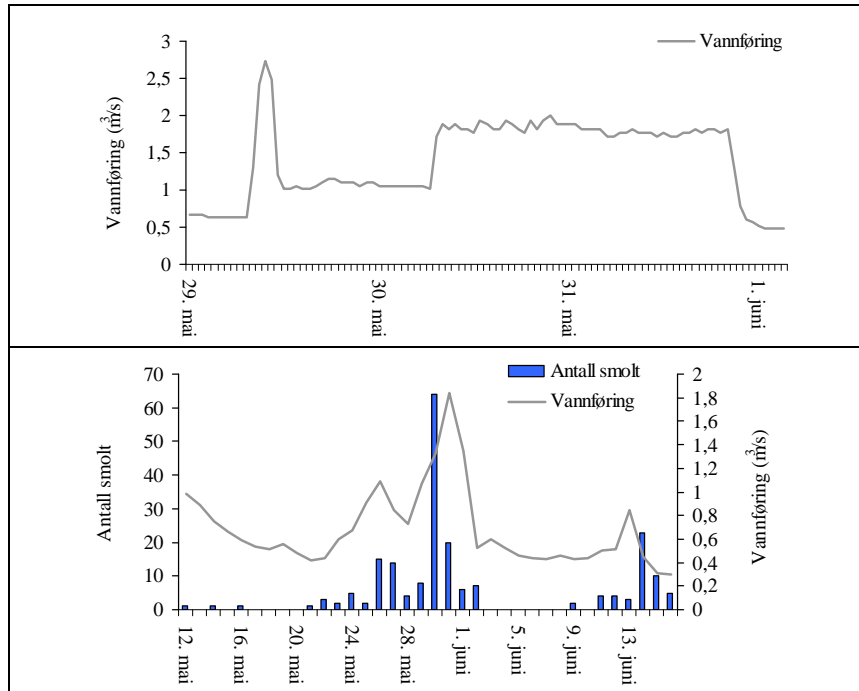 Vannføring
3
2,5
2
1,5
1
0,5
0
Vannføring (m³/s)
29. mai
30. mai
31. mai
1. juni
Antall smolt
Vannføring
70
60
50
40
30
20
10
0
Antall smolt
2
1,8
1,6
1,4
1,2
1
0,8
0,6
0,4
0,2
0
Vannføring (m³/s)
12. mai
16. mai
20. mai
24. mai
28. mai
1. juni
5. juni
9. juni
13. juni